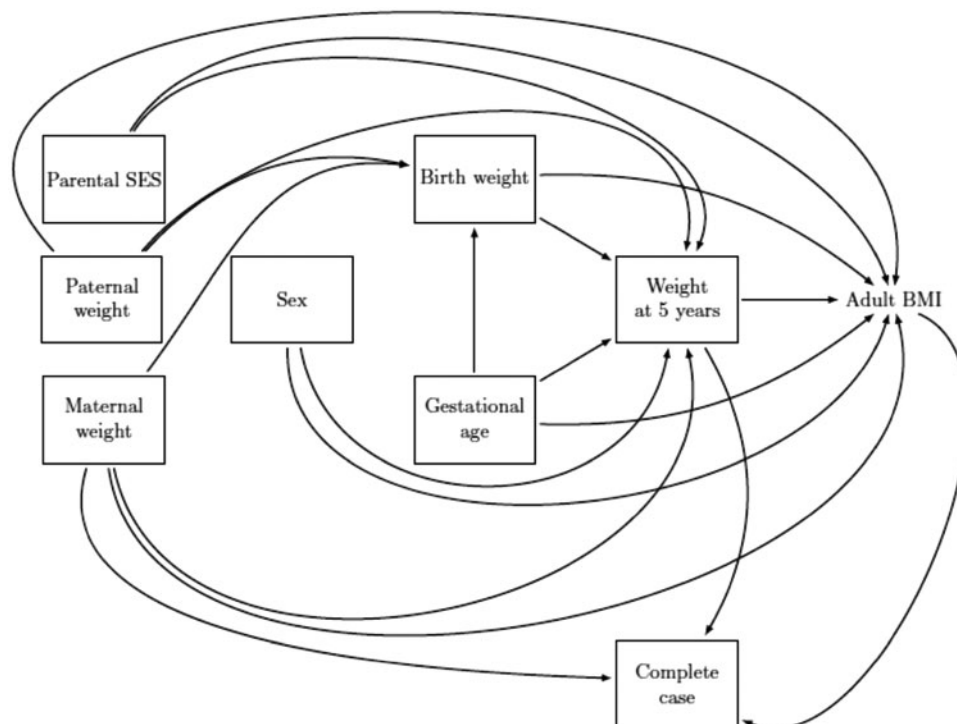 Parental SES
Birth weight
Paternal
weight
Sex
Weight
at 5 years
Adult BMI
Maternal
weight
Gestational
age
Complete
case